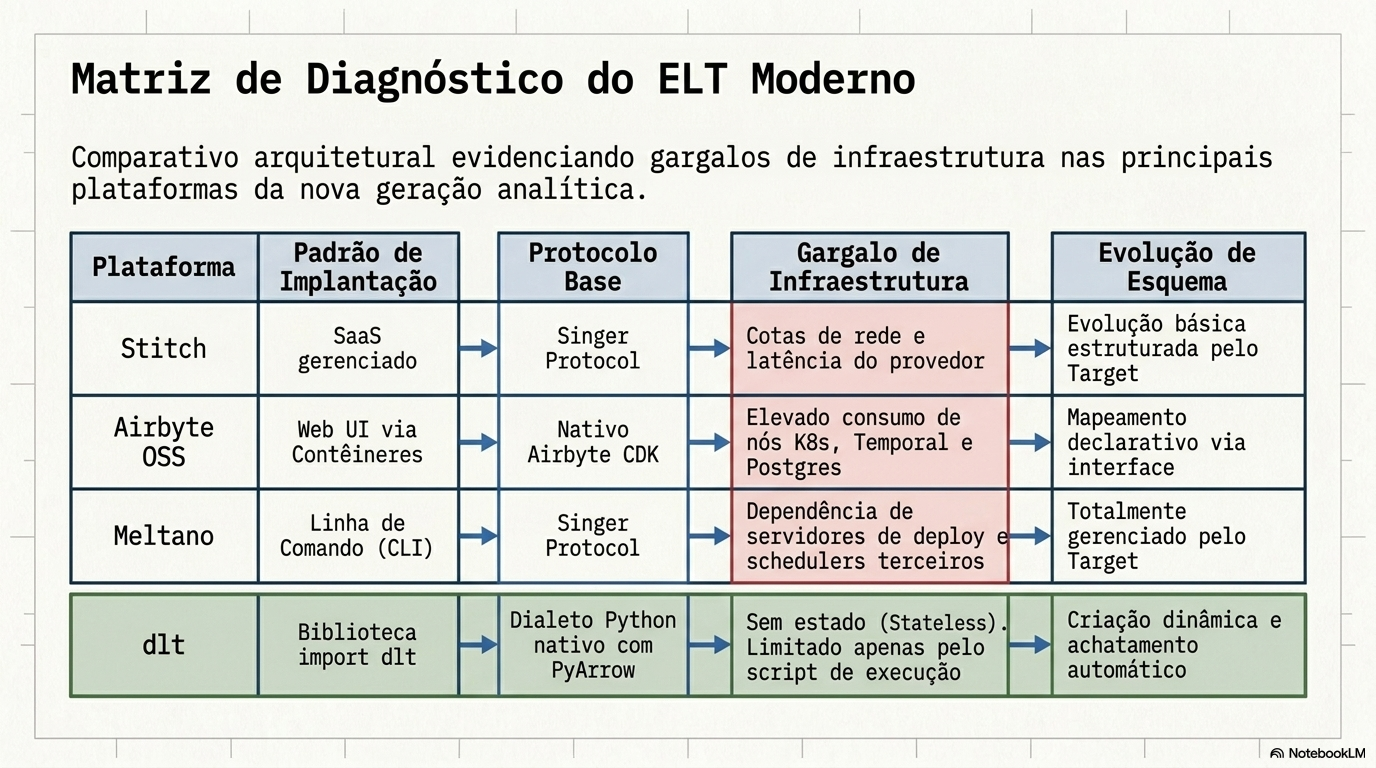 Matriz de Diagnóstico do ELT Moderno
Comparativo arquitetural evidenciando gargalos de infraestrutura nas principais
plataformas da nova geração analítica.
Plataforma
Padrão de
Implantação
Protocolo
Base
Gargalo de
Infraestrutura
Evolução de
Esquema
Stitch
SaaS
gerenciado
Singer
Protocol
Cotas de rede e
latência do provedor
Evolução básica
estruturada pelo
Target
Airbyte
OSS
Web UI via
Contêineres
Nativo
Airbyte CDK
Elevado consumo de
nós K8s, Temporal e
Postgres
Mapeamento
declarativo via
interface
Meltano
Linha de
Comando (CLI)
Singer
Protocol
Dependência de
servidores de deploy e
schedulers terceiros
Totalmente
gerenciado pelo
Target
dlt
Biblioteca
import dlt
Dialeto Python
nativo com
PyArrow
Sem estado (Stateless).
Limitado apenas pelo
script de execução
Criação dinâmica e
achatamento
automático
NotebookLM